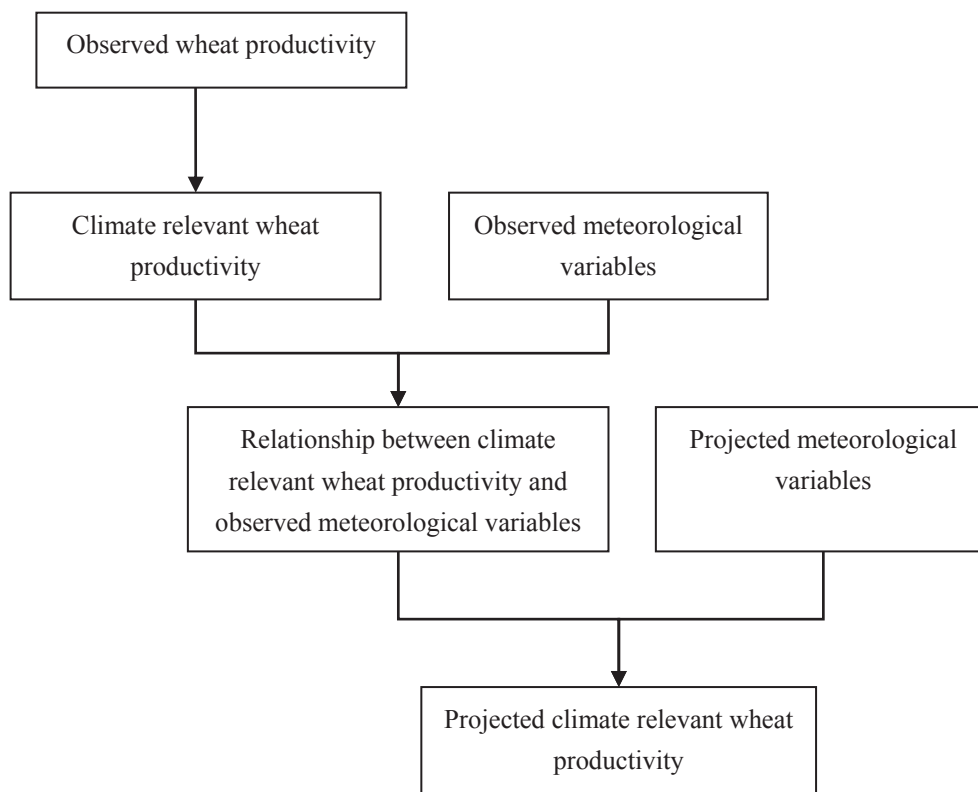 Observed wheat productivity
Climate relevant wheat
productivity
Observed meteorological
variables
Relationship between climate
relevant wheat productivity and
observed meteorological variables
Projected meteorological
variables
Projected climate relevant wheat
productivity